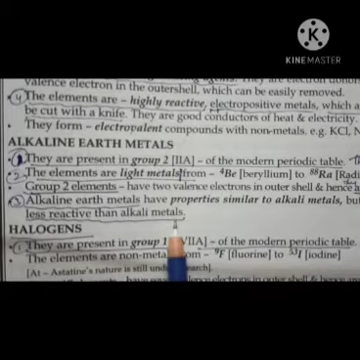 KINEMASTER
valence electron in the outershell, which can be easily removed.
4 The elements are – highly reactive, electropositive metals, which a
be cut with a knife. They are good conductors of heat & electricity.
• They form – electrovalent compounds with non-metals. e.g. KCl, N
ALKALINE EARTH METALS
1 They are present in group 2 [IIA] – of the modern periodic table.
2 The elements are light metals from – ⁴Be [beryllium] to ⁸⁸Ra [Radi
• Group 2 elements – have two valence electrons in outer shell & hence
3 Alkaline earth metals have properties similar to alkali metals, but
less reactive than alkali metals.
HALOGENS
They are present in group 1 VIIA] – of the modern periodic table.
• The elements are non-metals from – ⁹F [fluorine] to ⁵³I [iodine]
[At – Astatine's nature is still under search]